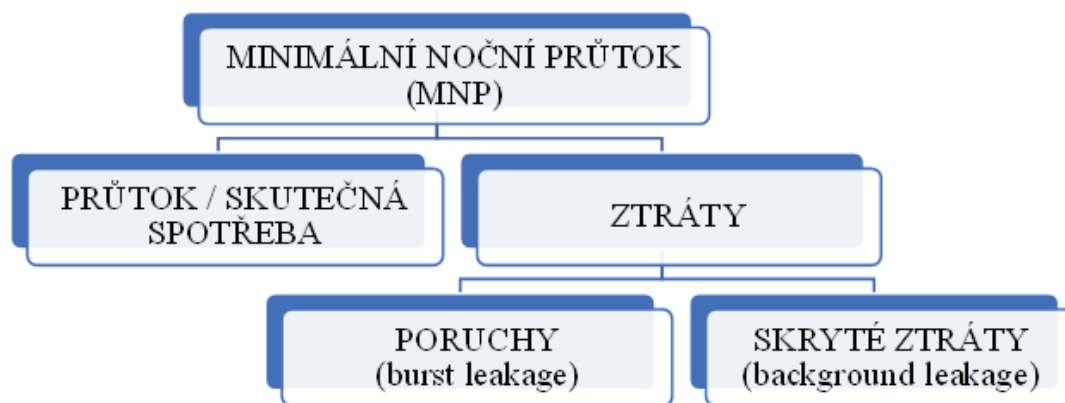 MINIMÁLNÍ NOČNÍ PRŮTOK
(MNP)
PRŮTOK / SKUTEČNÁ
SPOTŘEBA
ZTRÁTY
PORUCHY
(burst leakage)
SKRYTÉ ZTRÁTY
(background leakage)